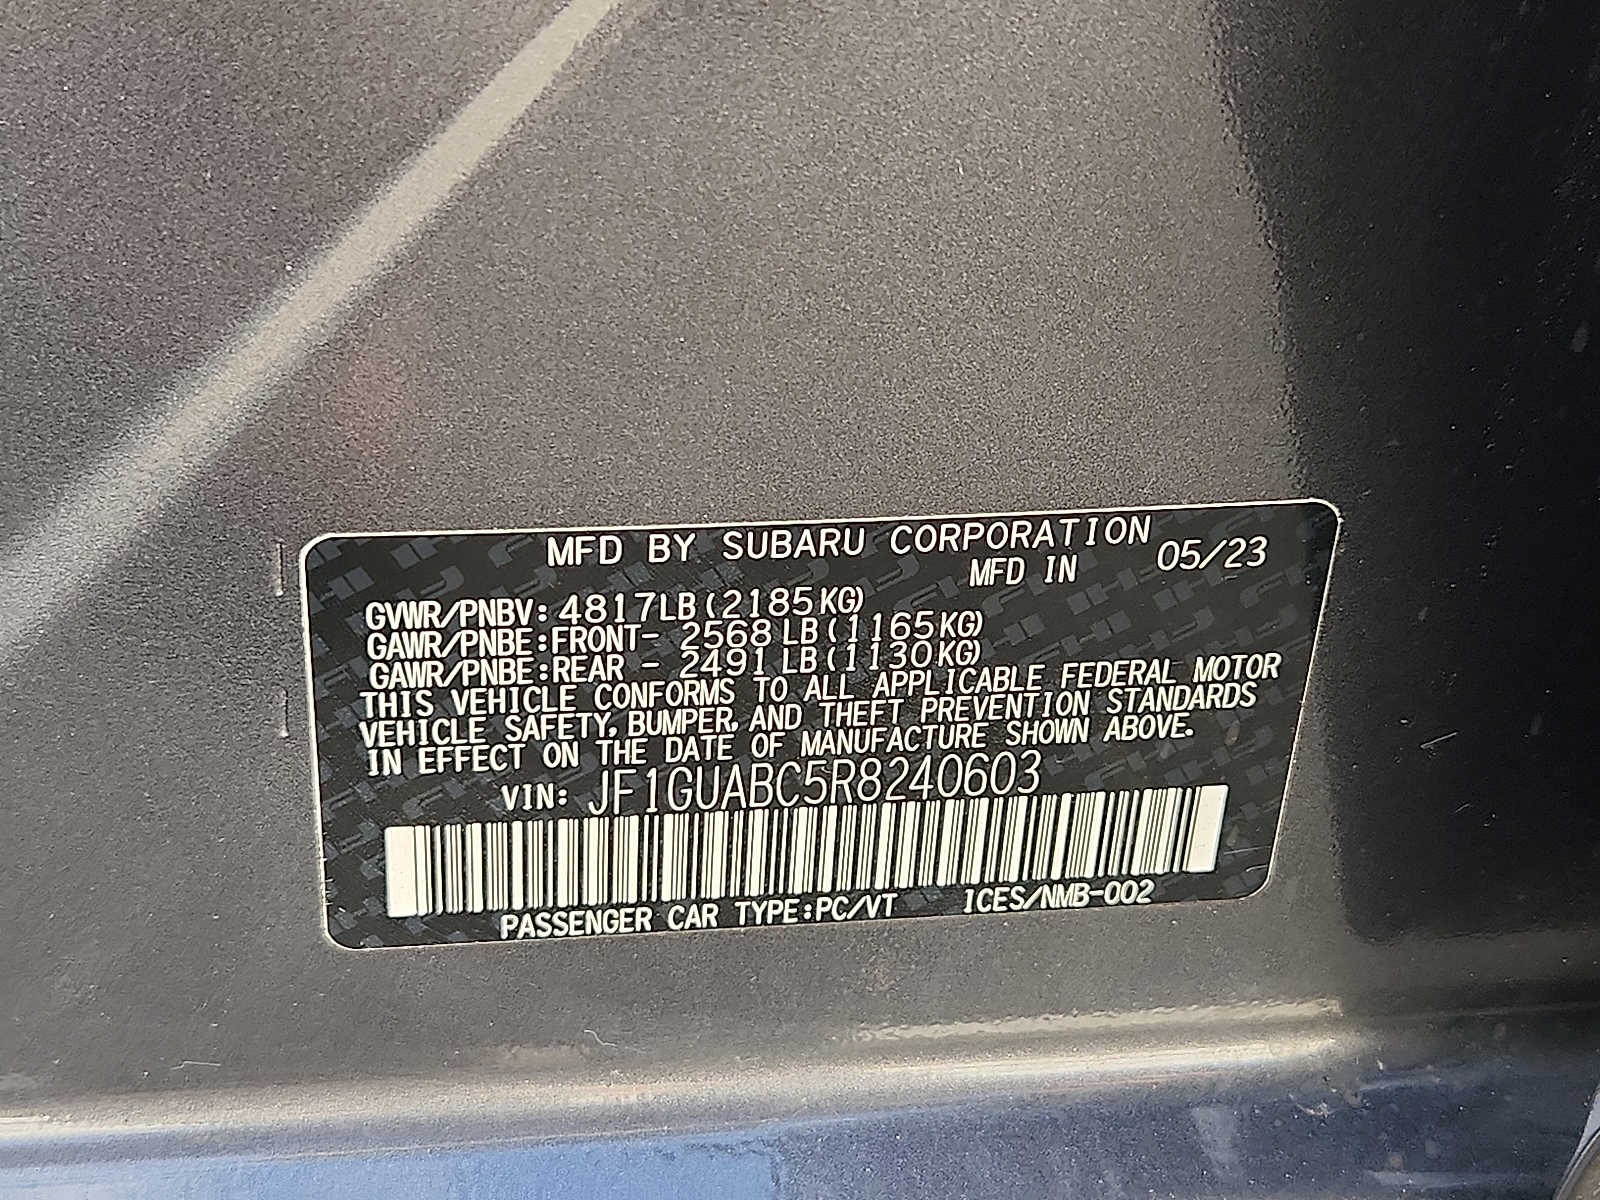 MFD BY SUBARU CORPORATION
MFD IN 05/23
GVWR/PNBV: 4817LB (2185KG)
GAWR/PNBE:FRONT- 2568 LB (1165KG)
GAWR/PNBE:REAR - 2491 LB (1130KG)
THIS VEHICLE CONFORMS TO ALL APPLICABLE FEDERAL MOTOR
VEHICLE SAFETY, BUMPER, AND THEFT PREVENTION STANDARDS
IN EFFECT ON THE DATE OF MANUFACTURE SHOWN ABOVE.
VIN: JF1GUABC5R8240603
PASSENGER CAR TYPE:PC/VT ICES/NMB-002